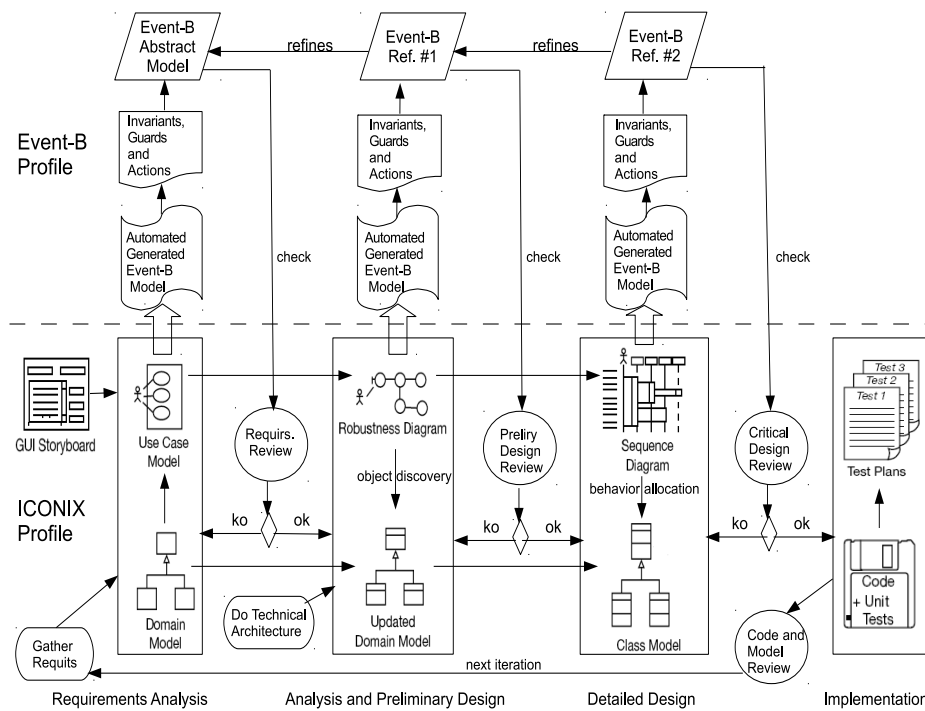 Event-B
Abstract
Model
refines
Event-B
Ref. #1
refines
Event-B
Ref. #2
Event-B
Profile
Invariants,
Guards
and
Actions
Invariants,
Guards
and
Actions
Invariants,
Guards
and
Actions
Automated
Generated
Event-B
Model
check
Automated
Generated
Event-B
Model
check
Automated
Generated
Event-B
Model
check
GUI Storyboard
Use Case
Model
Requirs.
Review
Robustness Diagram
object discovery
Preliry
Design
Review
Sequence
Diagram
behavior allocation
Critical
Design
Review
Test 3
Test 2
Test 1
Test Plans
ICONIX
Profile
ko
ok
ko
ok
ko
ok
Domain
Model
Do Technical
Architecture
Updated
Domain Model
Class Model
Code
+ Unit
Tests
Gather
Requits
Code and
Model
Review
next iteration
Requirements Analysis
Analysis and Preliminary Design
Detailed Design
Implementation